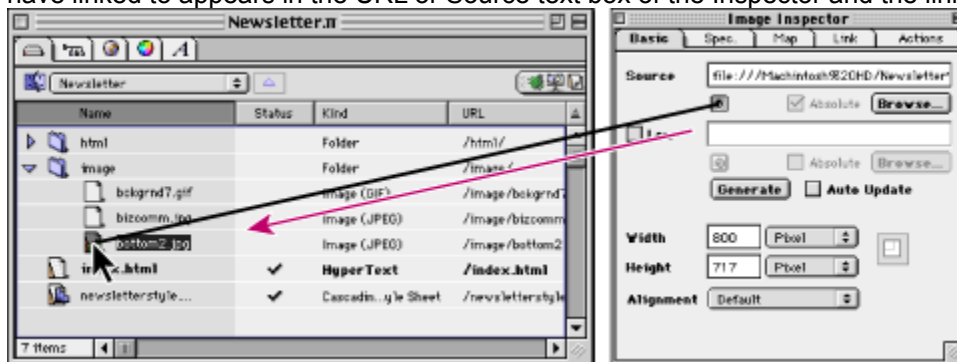 have linked to appears in the URL or Source text box of the Inspector and the lin
Newsletter.π
Newsletter
Name Status Kind URL
html Folder /html/
image Folder /image/
bckgrnd7.gif Image (GIF) /image/bckgrnd7
bizcomm.jpg Image (JPEG) /image/bizcomm
bottom2.jpg Image (JPEG) /image/bottom2
index.html ✔ HyperText /index.html
newsletterstyle... ✔ Cascadin...yle Sheet /newsletterstyle
7 items
Image Inspector
Basic Spec. Map Link Actions
Source file:///Machintosh%20HD/Newsletter
Absolute Browse...
Absolute Browse...
Generate Auto Update
Width 800 Pixel
Height 717 Pixel
Alignment Default